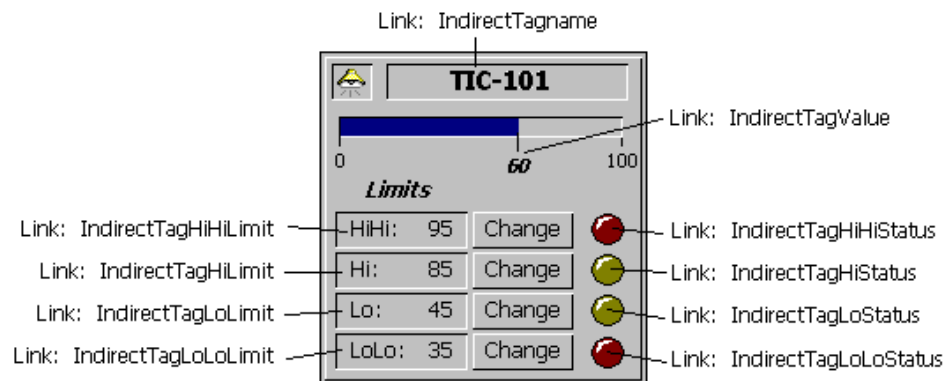 Link: IndirectTagname
TIC-101
Link: IndirectTagValue
0 60 100
Limits
Link: IndirectTagHiHiLimit HiHi: 95 Change Link: IndirectTagHiHiStatus
Link: IndirectTagHiLimit Hi: 85 Change Link: IndirectTagHiStatus
Link: IndirectTagLoLimit Lo: 45 Change Link: IndirectTagLoStatus
Link: IndirectTagLoLoLimit LoLo: 35 Change Link: IndirectTagLoLoStatus